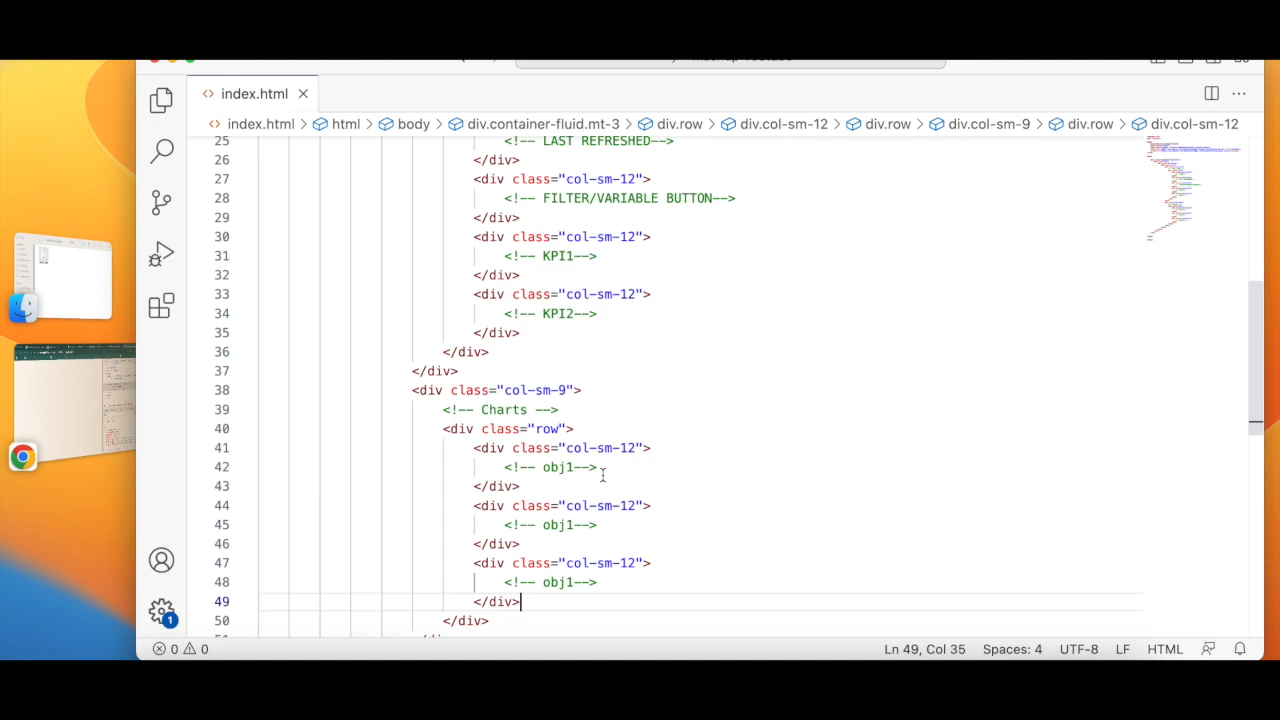 index.html
index.html > html > body > div.container-fluid.mt-3 > div.row > div.col-sm-12 > div.row > div.col-sm-9 > div.row > div.col-sm-12
25 <!-- LAST REFRESHED-->
26 </div>
27 <div class="col-sm-12">
28 <!-- FILTER/VARIABLE BUTTON-->
29 </div>
30 <div class="col-sm-12">
31 <!-- KPI1-->
32 </div>
33 <div class="col-sm-12">
34 <!-- KPI2-->
35 </div>
36 </div>
37 </div>
38 <div class="col-sm-9">
39 <!-- Charts -->
40 <div class="row">
41 <div class="col-sm-12">
42 <!-- obj1-->
43 </div>
44 <div class="col-sm-12">
45 <!-- obj1-->
46 </div>
47 <div class="col-sm-12">
48 <!-- obj1-->
49 </div>
50 </div>
1
0 0 Ln 49, Col 35 Spaces: 4 UTF-8 LF HTML